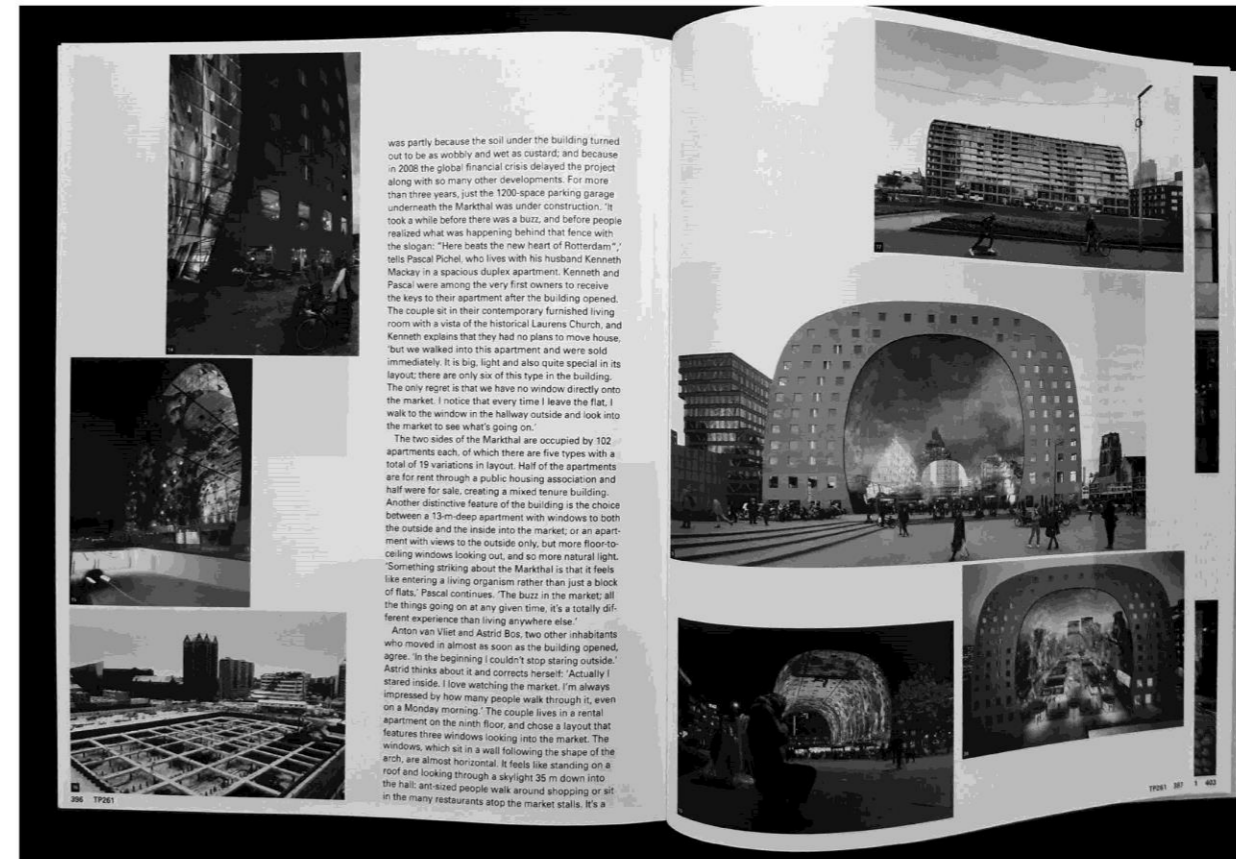 was partly because the soil under the building turned
out to be as wobbly and wet as custard; and because
in 2008 the global financial crisis delayed the project
along with so many other developments. For more
than three years, just the 1200-space parking garage
underneath the Markthal was under construction. 'It
took a while before there was a buzz, and before people
realized what was happening behind that fence with
the slogan: "Here beats the new heart of Rotterdam",'
tells Pascal Pichel, who lives with his husband Kenneth
Mackay in a spacious duplex apartment. Kenneth and
Pascal were among the very first owners to receive
the keys to their apartment after the building opened.
The couple sit in their contemporary furnished living
room with a vista of the historical Laurens Church, and
Kenneth explains that they had no plans to move house,
'but we walked into this apartment and were sold
immediately. It is big, light and also quite special in its
layout; there are only six of this type in the building.
The only regret is that we have no window directly onto
the market. I notice that every time I leave the flat, I
walk to the window in the hallway outside and look into
the market to see what's going on.'
The two sides of the Markthal are occupied by 102
apartments each, of which there are five types with a
total of 19 variations in layout. Half of the apartments
are for rent through a public housing association and
half were for sale, creating a mixed tenure building.
Another distinctive feature of the building is the choice
between a 13-m-deep apartment with windows to both
the outside and the inside into the market; or an apart-
ment with views to the outside only, but more floor-to-
ceiling windows looking out, and so more natural light.
'Something striking about the Markthal is that it feels
like entering a living organism rather than just a block
of flats,' Pascal continues. 'The buzz in the market; all
the things going on at any given time, it's a totally dif-
ferent experience than living anywhere else.'
Anton van Vliet and Astrid Bos, two other inhabitants
who moved in almost as soon as the building opened,
agree. 'In the beginning I couldn't stop staring outside.'
Astrid thinks about it and corrects herself: 'Actually I
stared inside. I love watching the market. I'm always
impressed by how many people walk through it, even
on a Monday morning.' The couple lives in a rental
apartment on the ninth floor, and chose a layout that
features three windows looking into the market. The
windows, which sit in a wall following the shape of the
arch, are almost horizontal. It feels like standing on a
roof and looking through a skylight 35 m down into
the hall: ant-sized people walk around shopping or sit
in the many restaurants atop the market stalls. It's a
396 TP261
TP261 397 1 403